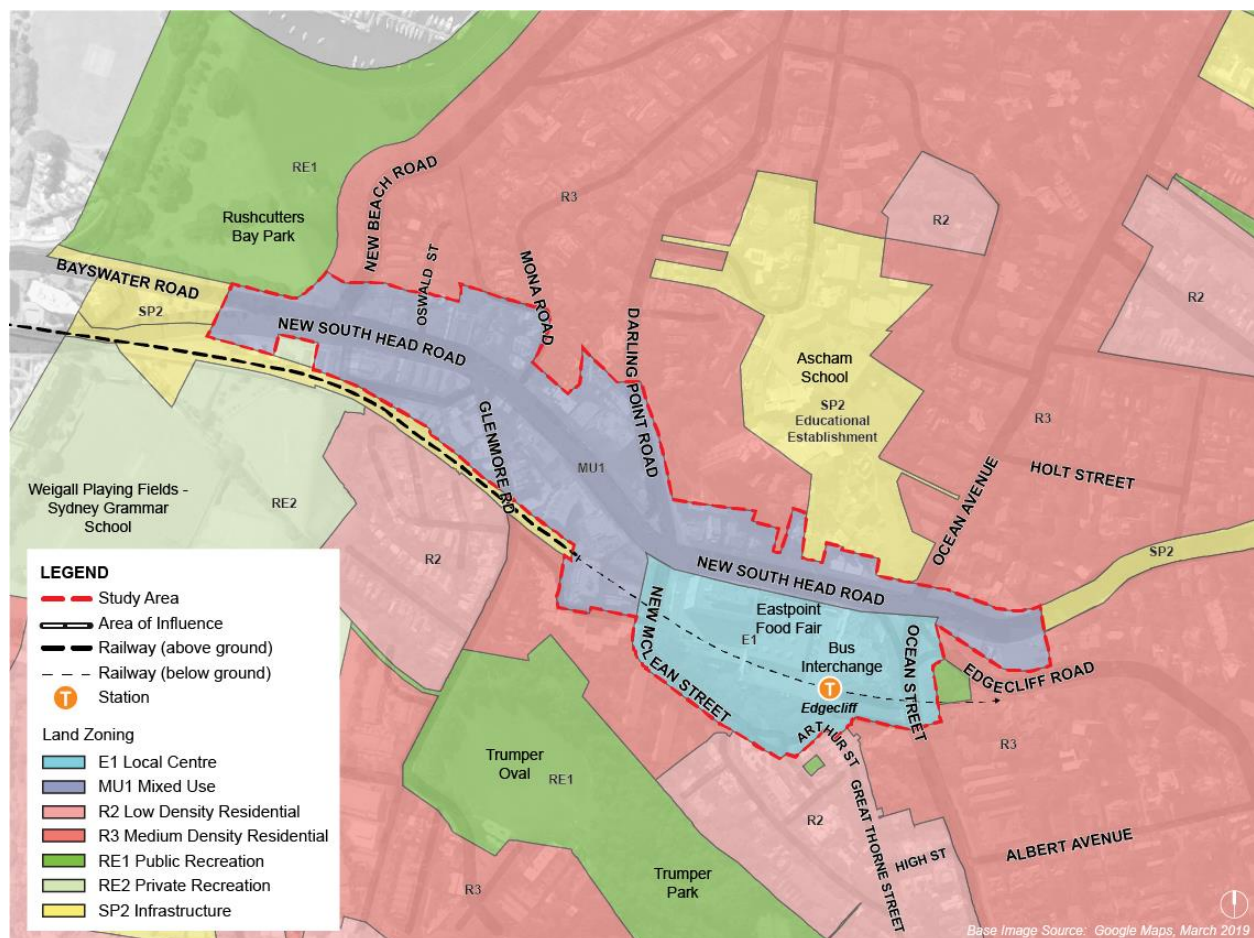 RE1
Rushcutters
Bay Park
NEW BEACH ROAD
R3
R2
R2
BAYSWATER ROAD
SP2
OSWALD ST
MONA ROAD
NEW SOUTH HEAD ROAD
DARLING POINT ROAD
Ascham
School
SP2
Educational
Establishment
R3
HOLT STREET
GLENMORE RD
MU1
OCEAN AVENUE
Weigall Playing Fields -
Sydney Grammar
School
RE2
R2
SP2
NEW SOUTH HEAD ROAD
Eastpoint
Food Fair
E1
NEW MCLEAN STREET
Bus
Interchange
T
Edgecliff
OCEAN STREET
EDGECLIFF ROAD
ARTHUR ST
R3
Trumper
Oval
RE1
R2
GREAT THORNE STREET
HIGH ST
ALBERT AVENUE
Trumper
Park
R3
LEGEND
Study Area
Area of Influence
Railway (above ground)
Railway (below ground)
T Station
Land Zoning
E1 Local Centre
MU1 Mixed Use
R2 Low Density Residential
R3 Medium Density Residential
RE1 Public Recreation
RE2 Private Recreation
SP2 Infrastructure
Base Image Source: Google Maps, March 2019